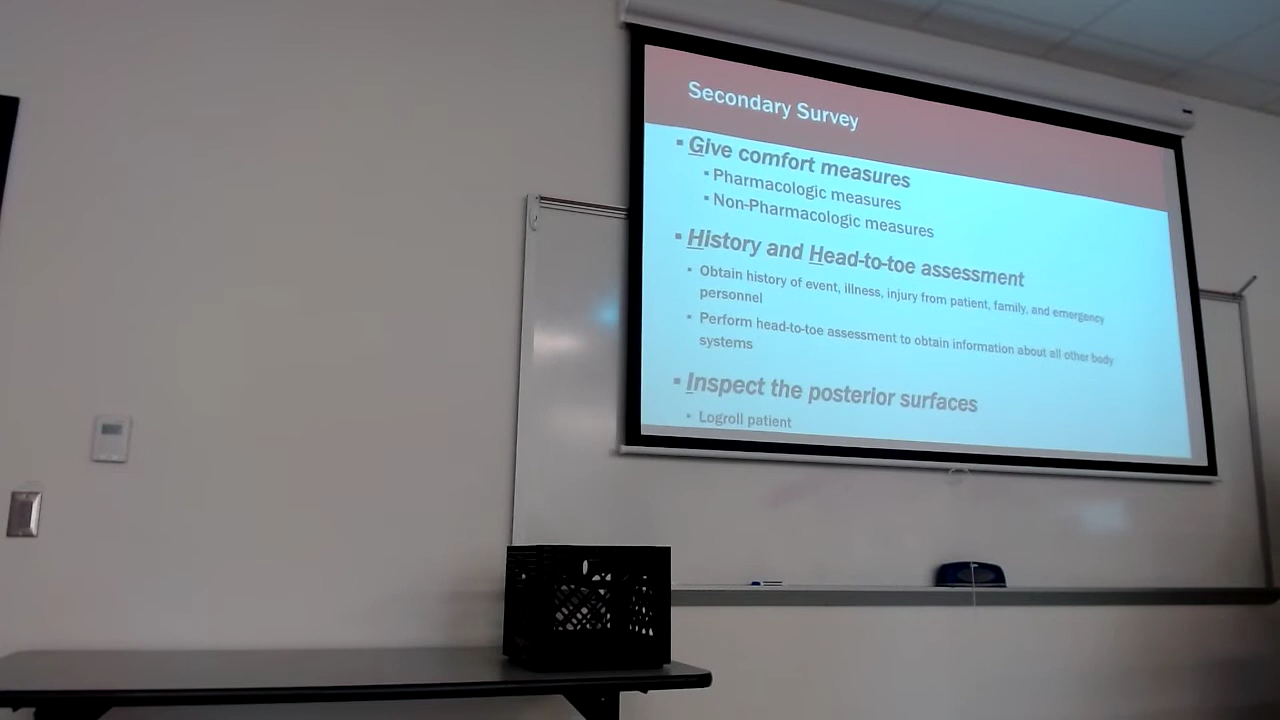 Secondary Survey
▪ Give comfort measures
▪ Pharmacologic measures
▪ Non-Pharmacologic measures
▪ History and Head-to-toe assessment
▪ Obtain history of event, illness, injury from patient, family, and emergency
personnel
▪ Perform head-to-toe assessment to obtain information about all other body
systems
▪ Inspect the posterior surfaces
▪ Logroll patient